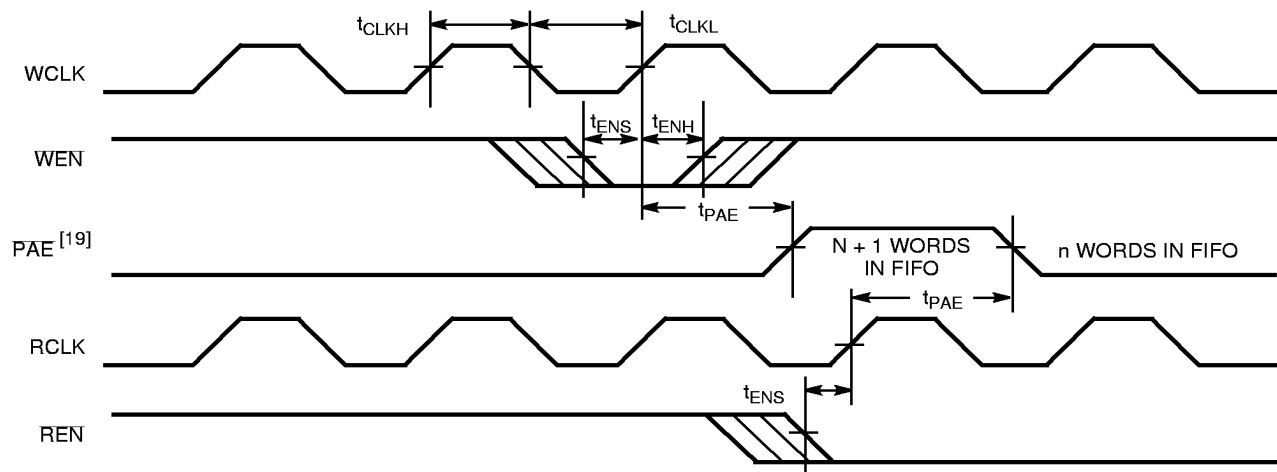 tCLKH
tCLKL
WCLK
tENS
tENH
WEN
tPAE
PAE [19]
N + 1 WORDS
IN FIFO
n WORDS IN FIFO
tPAE
RCLK
tENS
REN